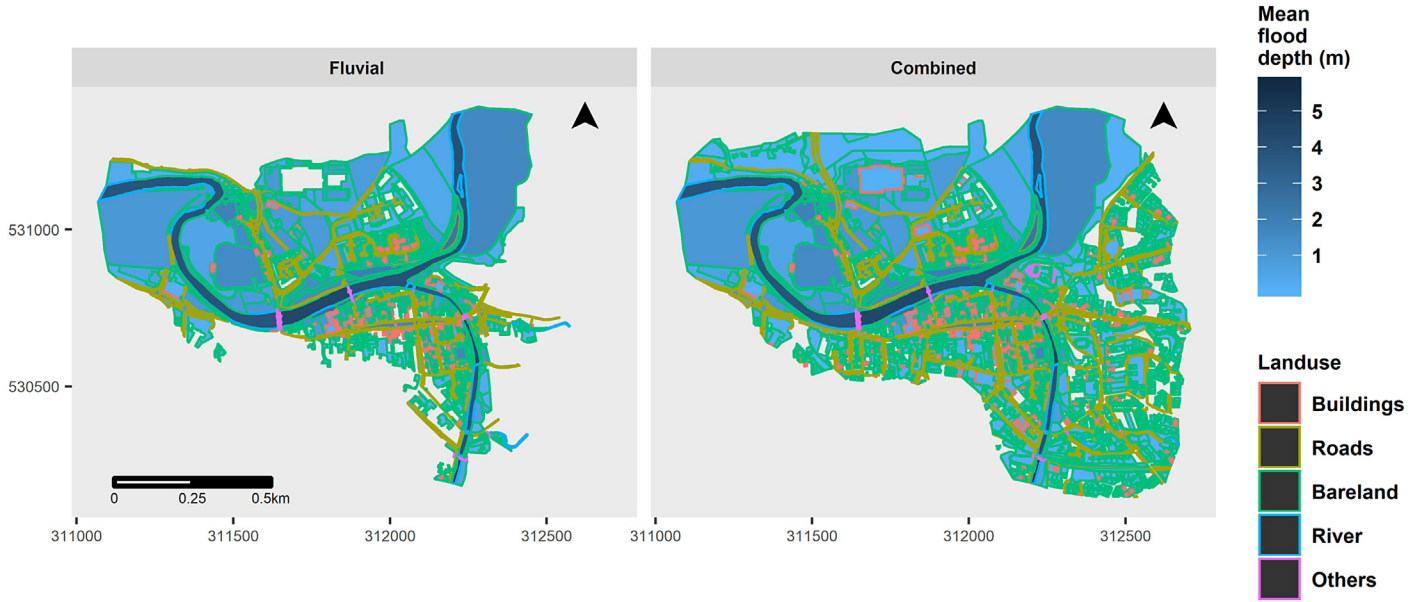 Fluvial
Combined
531000
530500
0 0.25 0.5km
311000 311500 312000 312500
311000 311500 312000 312500
Mean
flood
depth (m)
5
4
3
2
1
Landuse
Buildings
Roads
Bareland
River
Others